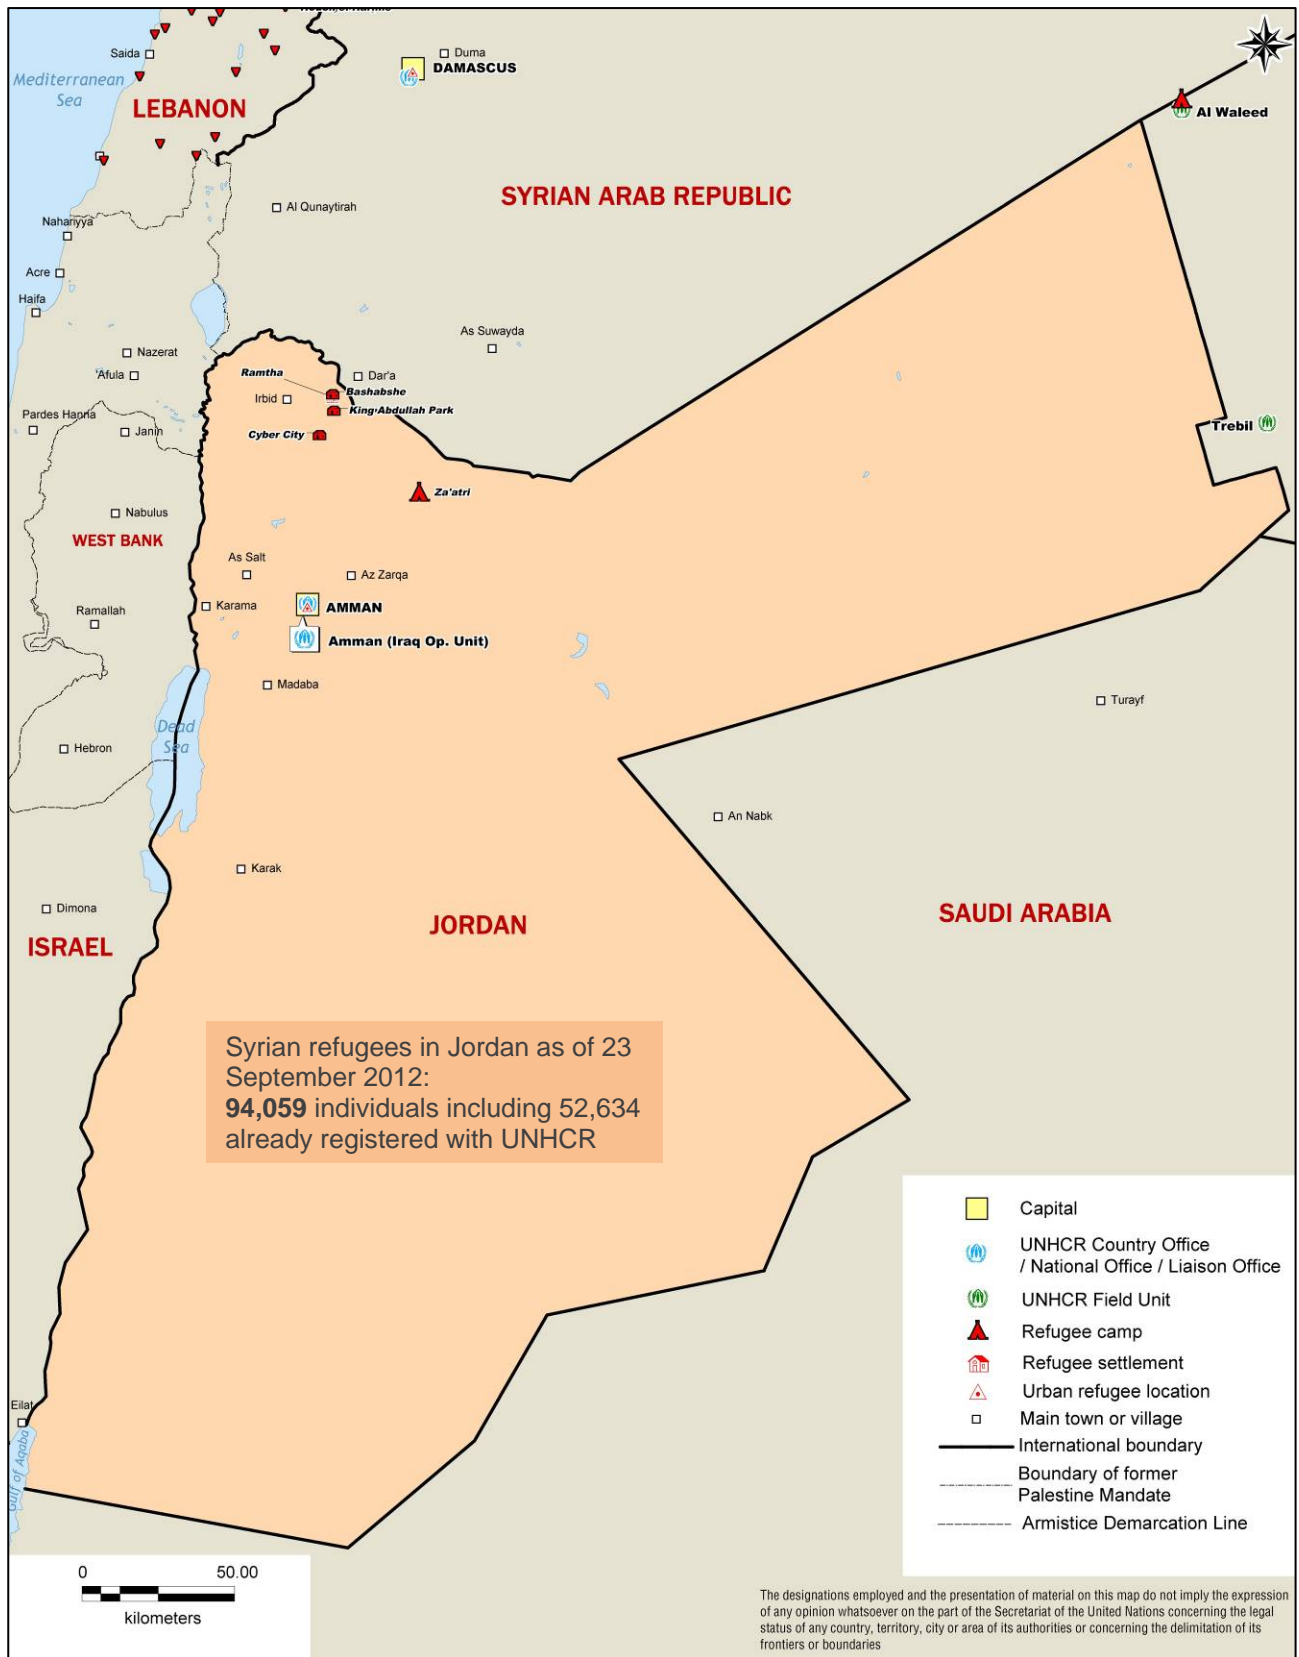 Saida
Mediterranean
Sea
LEBANON
Duma
DAMASCUS
Al Waleed
SYRIAN ARAB REPUBLIC
Al Qunaytirah
Nahariyya
Acre
Haifa
As Suwayda
Nazerat
'Afula
Ramtha
Dar'a
Bashabshe
Irbid
King Abdullah Park
Pardes Hanna
Janin
Cyber City
Trebil
Za'atri
Nabulus
WEST BANK
As Salt
Az Zarqa
Karama
AMMAN
Ramallah
Amman (Iraq Op. Unit)
Madaba
Turayf
Dead
Sea
Hebron
An Nabk
Karak
Dimona
JORDAN
SAUDI ARABIA
ISRAEL
Syrian refugees in Jordan as of 23
September 2012:
94,059 individuals including 52,634
already registered with UNHCR
Capital
UNHCR Country Office
/ National Office / Liaison Office
UNHCR Field Unit
Refugee camp
Refugee settlement
Urban refugee location
Main town or village
International boundary
Boundary of former
Palestine Mandate
Armistice Demarcation Line
Eilat
Gulf of Aqaba
0 50.00
kilometers
The designations employed and the presentation of material on this map do not imply the expression
of any opinion whatsoever on the part of the Secretariat of the United Nations concerning the legal
status of any country, territory, city or area of its authorities or concerning the delimitation of its
frontiers or boundaries